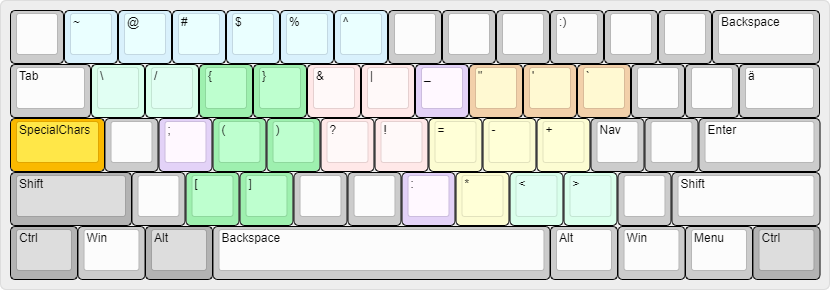 ~ @ # $ % ^ :) Backspace
Tab \ / { } & | _ " ' ` ä
SpecialChars ; ( ) ? ! = - + Nav Enter
Shift [ ] : * < > Shift
Ctrl Win Alt Backspace Alt Win Menu Ctrl